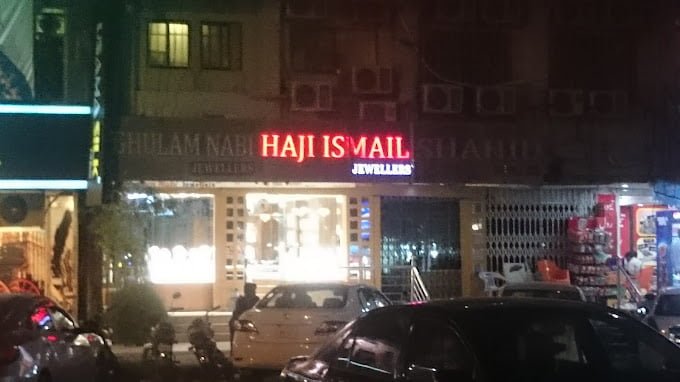 GHULAM NABI
JEWELLERS
HAJI ISMAIL
JEWELLERS
SHAHID